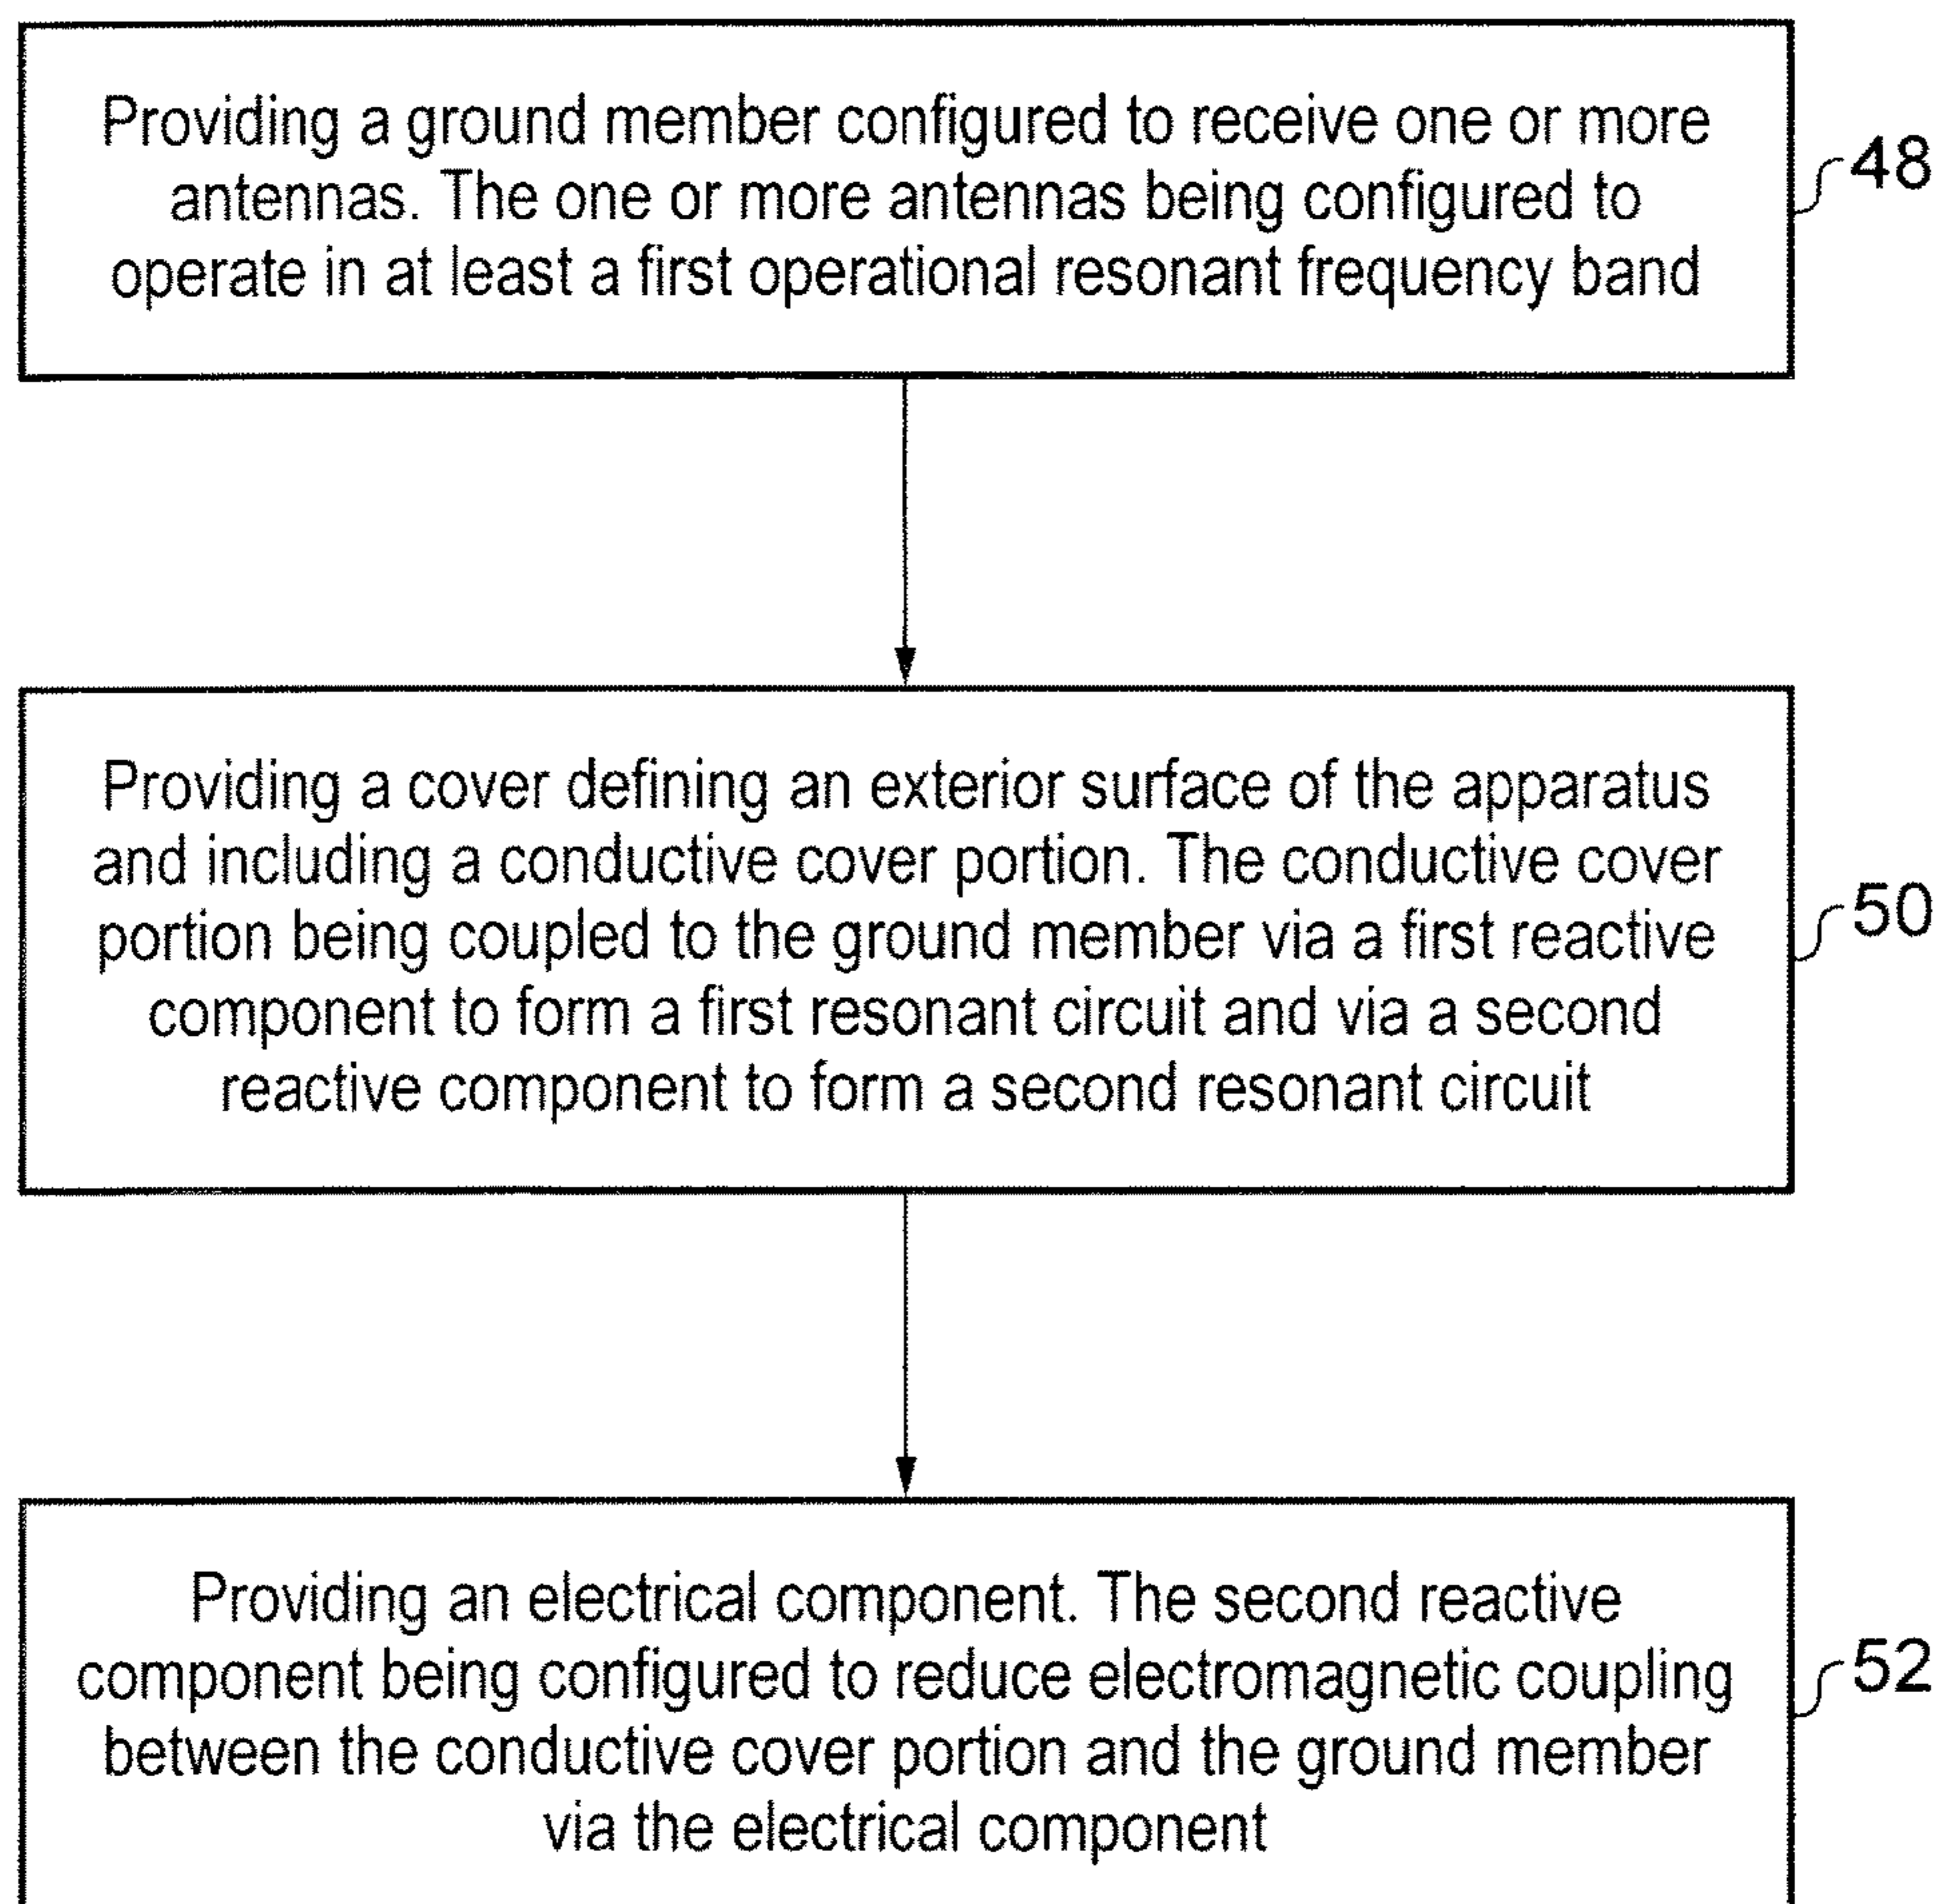 Providing a ground member configured to receive one or more
antennas. The one or more antennas being configured to
operate in at least a first operational resonant frequency band
48
Providing a cover defining an exterior surface of the apparatus
and including a conductive cover portion. The conductive cover
portion being coupled to the ground member via a first reactive
component to form a first resonant circuit and via a second
reactive component to form a second resonant circuit
50
Providing an electrical component. The second reactive
component being configured to reduce electromagnetic coupling
between the conductive cover portion and the ground member
via the electrical component
52